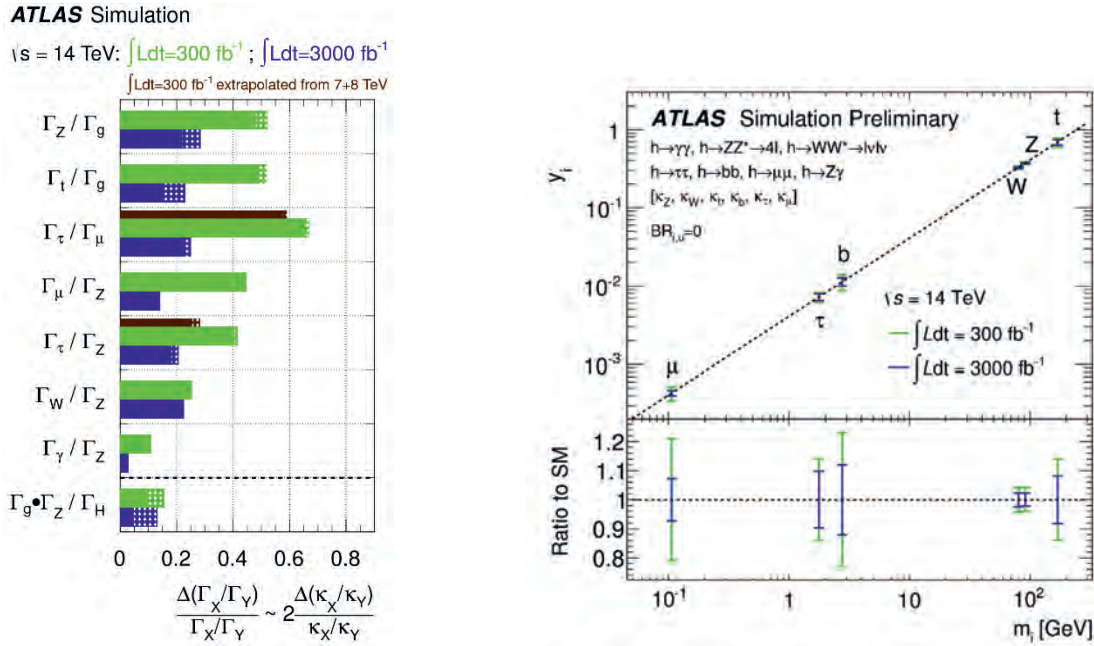 ATLAS Simulation
√s = 14 TeV: ∫Ldt=300 fb⁻¹ ; ∫Ldt=3000 fb⁻¹
∫Ldt=300 fb⁻¹ extrapolated from 7+8 TeV
Γ_Z / Γ_g
Γ_t / Γ_g
Γ_τ / Γ_μ
Γ_μ / Γ_Z
Γ_τ / Γ_Z
Γ_W / Γ_Z
Γ_γ / Γ_Z
Γ_g•Γ_Z / Γ_H
0 0.2 0.4 0.6 0.8
Δ(Γ_X/Γ_Y) / Γ_X/Γ_Y ~ 2 Δ(κ_X/κ_Y) / κ_X/κ_Y
y_i
1
10⁻¹
10⁻²
10⁻³
ATLAS Simulation Preliminary
h→γγ, h→ZZ*→4l, h→WW*→lνlν
h→ττ, h→bb, h→μμ, h→Zγ
[κ_Z, κ_W, κ_t, κ_b, κ_τ, κ_μ]
BR_i,u=0
t
Z
W
b
τ
μ
√s = 14 TeV
∫Ldt = 300 fb⁻¹
∫Ldt = 3000 fb⁻¹
Ratio to SM
1.2
1.1
1
0.9
0.8
10⁻¹ 1 10 10²
m_i [GeV]